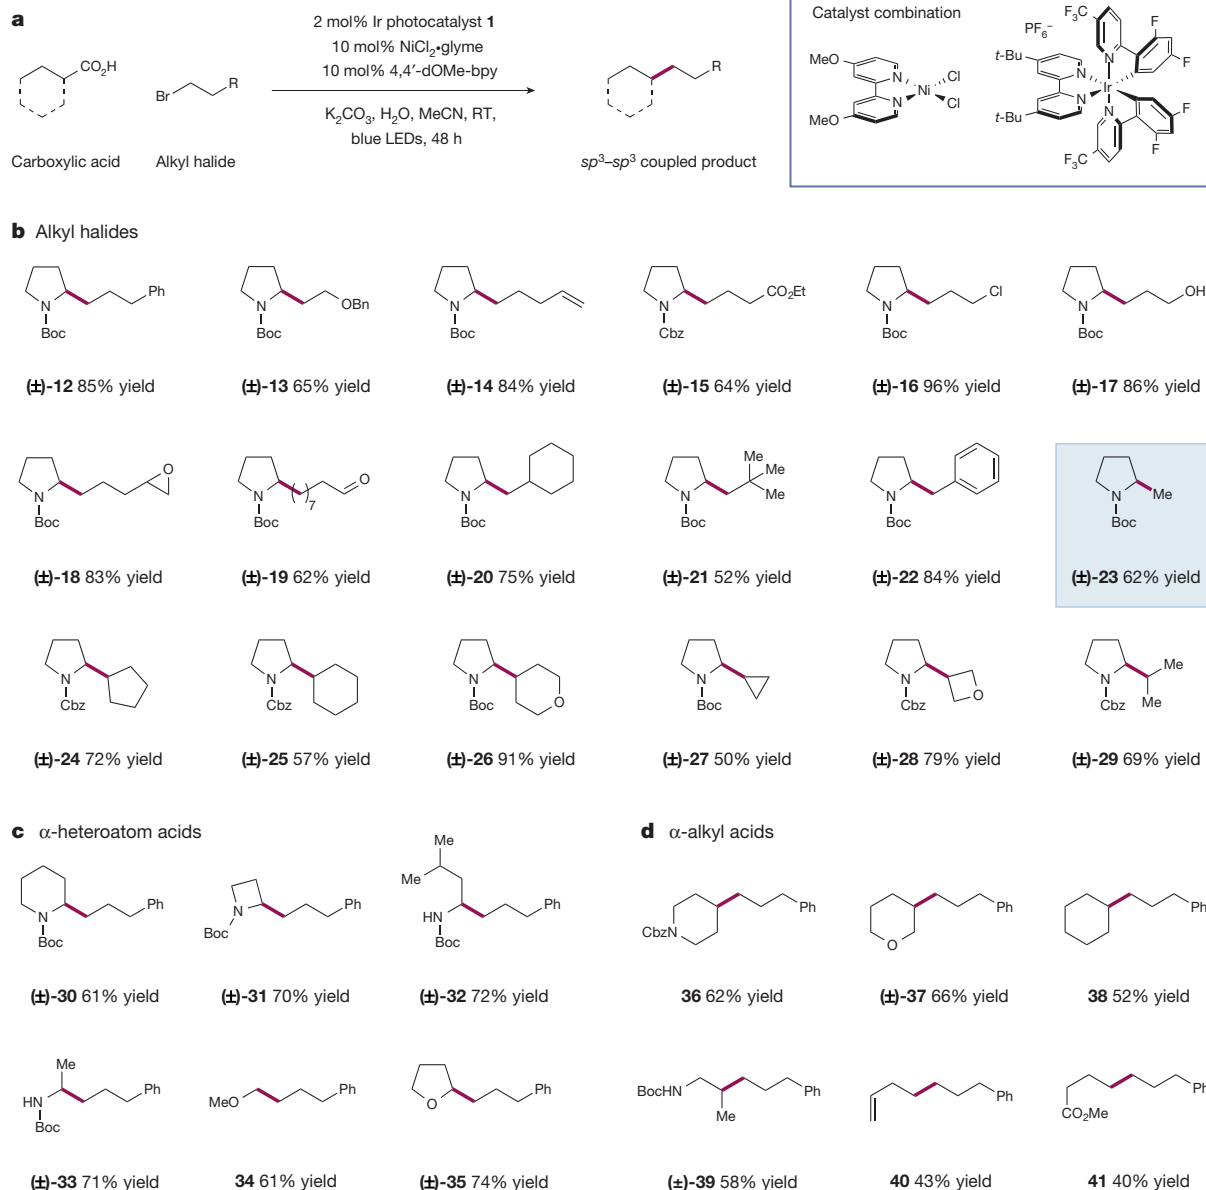 a
2 mol% Ir photocatalyst 1
10 mol% NiCl₂•glyme
10 mol% 4,4′-dOMe-bpy
K₂CO₃, H₂O, MeCN, RT,
blue LEDs, 48 h
CO₂H
Br
R
R
Carboxylic acid
Alkyl halide
sp³–sp³ coupled product
Catalyst combination
MeO
MeO
N
N
Ni
Cl
Cl
PF₆⁻
t-Bu
t-Bu
N
N
Ir
N
N
F₃C
F
F
F
F
F₃C
b Alkyl halides
N
Boc
Ph
N
Boc
OBn
N
Boc
N
Cbz
CO₂Et
N
Boc
Cl
N
Boc
OH
(±)-12 85% yield
(±)-13 65% yield
(±)-14 84% yield
(±)-15 64% yield
(±)-16 96% yield
(±)-17 86% yield
N
Boc
O
N
Boc
7
O
N
Boc
N
Boc
Me
Me
Me
N
Boc
N
Boc
Me
(±)-18 83% yield
(±)-19 62% yield
(±)-20 75% yield
(±)-21 52% yield
(±)-22 84% yield
(±)-23 62% yield
N
Cbz
N
Cbz
N
Boc
O
N
Boc
N
Cbz
O
N
Cbz
Me
Me
(±)-24 72% yield
(±)-25 57% yield
(±)-26 91% yield
(±)-27 50% yield
(±)-28 79% yield
(±)-29 69% yield
c α-heteroatom acids
N
Boc
Ph
N
Boc
Ph
Me
Me
HN
Boc
Ph
(±)-30 61% yield
(±)-31 70% yield
(±)-32 72% yield
Me
HN
Boc
Ph
MeO
Ph
O
Ph
(±)-33 71% yield
34 61% yield
(±)-35 74% yield
d α-alkyl acids
CbzN
Ph
O
Ph
Ph
36 62% yield
(±)-37 66% yield
38 52% yield
BocHN
Me
Ph
Ph
CO₂Me
Ph
(±)-39 58% yield
40 43% yield
41 40% yield